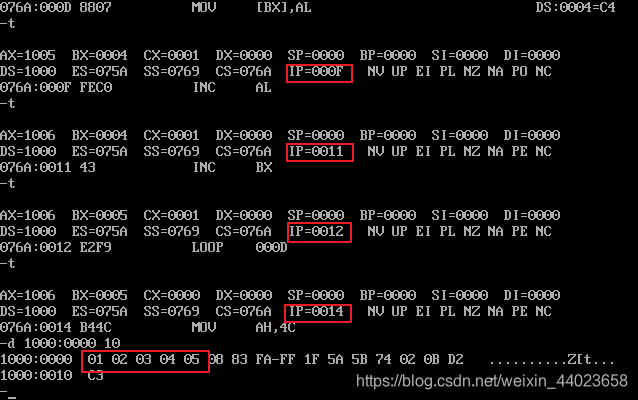 076A:000D 8807          MOV     [BX],AL                            DS:0004=C4
-t
AX=1005  BX=0004  CX=0001  DX=0000  SP=0000  BP=0000  SI=0000  DI=0000
DS=1000  ES=075A  SS=0769  CS=076A  IP=000F   NV UP EI PL NZ NA PO NC
076A:000F FEC0          INC     AL
-t
AX=1006  BX=0004  CX=0001  DX=0000  SP=0000  BP=0000  SI=0000  DI=0000
DS=1000  ES=075A  SS=0769  CS=076A  IP=0011   NV UP EI PL NZ NA PE NC
076A:0011 43            INC     BX
-t
AX=1006  BX=0005  CX=0001  DX=0000  SP=0000  BP=0000  SI=0000  DI=0000
DS=1000  ES=075A  SS=0769  CS=076A  IP=0012   NV UP EI PL NZ NA PE NC
076A:0012 E2F9          LOOP    000D
-t
AX=1006  BX=0005  CX=0000  DX=0000  SP=0000  BP=0000  SI=0000  DI=0000
DS=1000  ES=075A  SS=0769  CS=076A  IP=0014   NV UP EI PL NZ NA PE NC
076A:0014 B44C          MOV     AH,4C
-d 1000:0000 10
1000:0000  01 02 03 04 05 08 83 FA-FF 1F 5A 5B 74 02 0B D2   ..........Z[t...
1000:0010  C3
-
https://blog.csdn.net/weixin_44023658